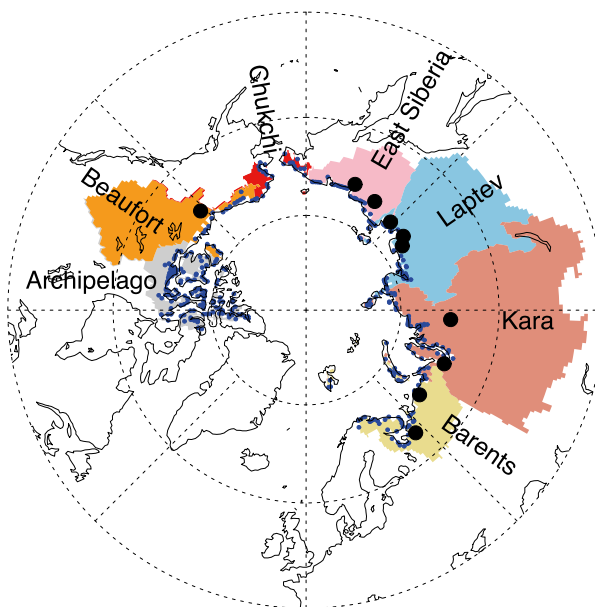 Chukchi
East Siberia
Beaufort
Laptev
Archipelago
Kara
Barents